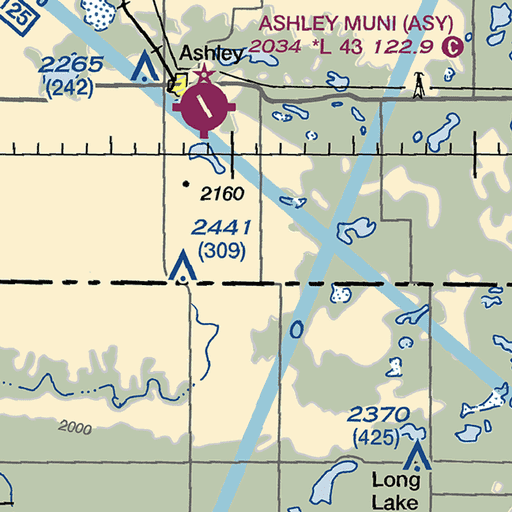 125
ASHLEY MUNI (ASY)
2034 *L 43 122.9 C
Ashley
2265
(242)
2160
2441
(309)
0
2000
2370
(425)
Long
Lake